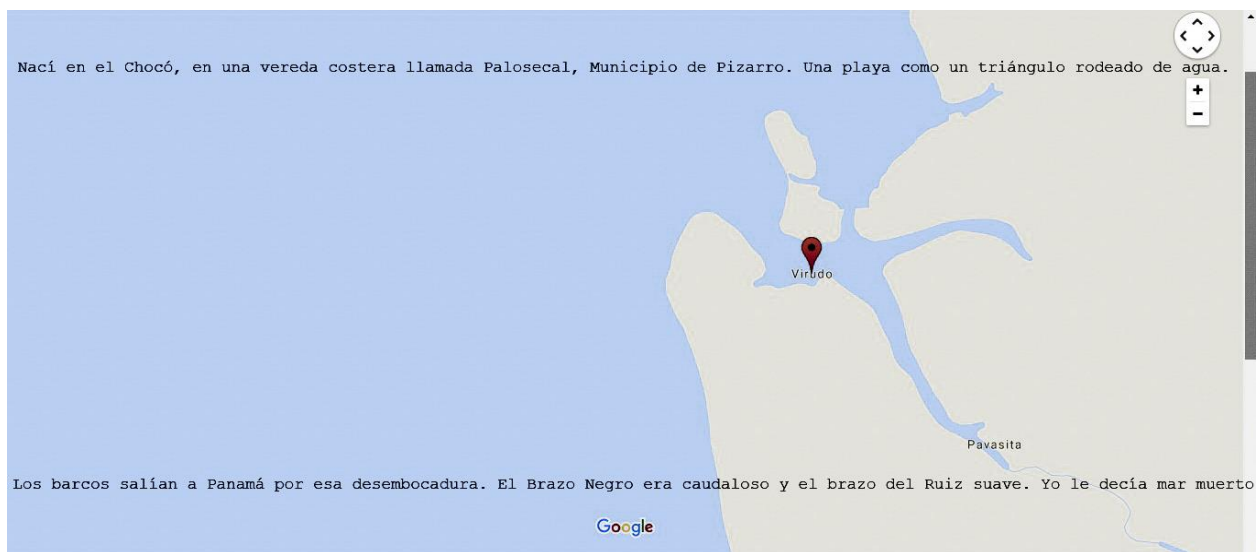 Nací en el Chocó, en una vereda costera llamada Palosecal, Municipio de Pizarro. Una playa como un triángulo rodeado de agua.
+
−
Virudo
Pavasita
Los barcos salían a Panamá por esa desembocadura. El Brazo Negro era caudaloso y el brazo del Ruiz suave. Yo le decía mar muerto
Google